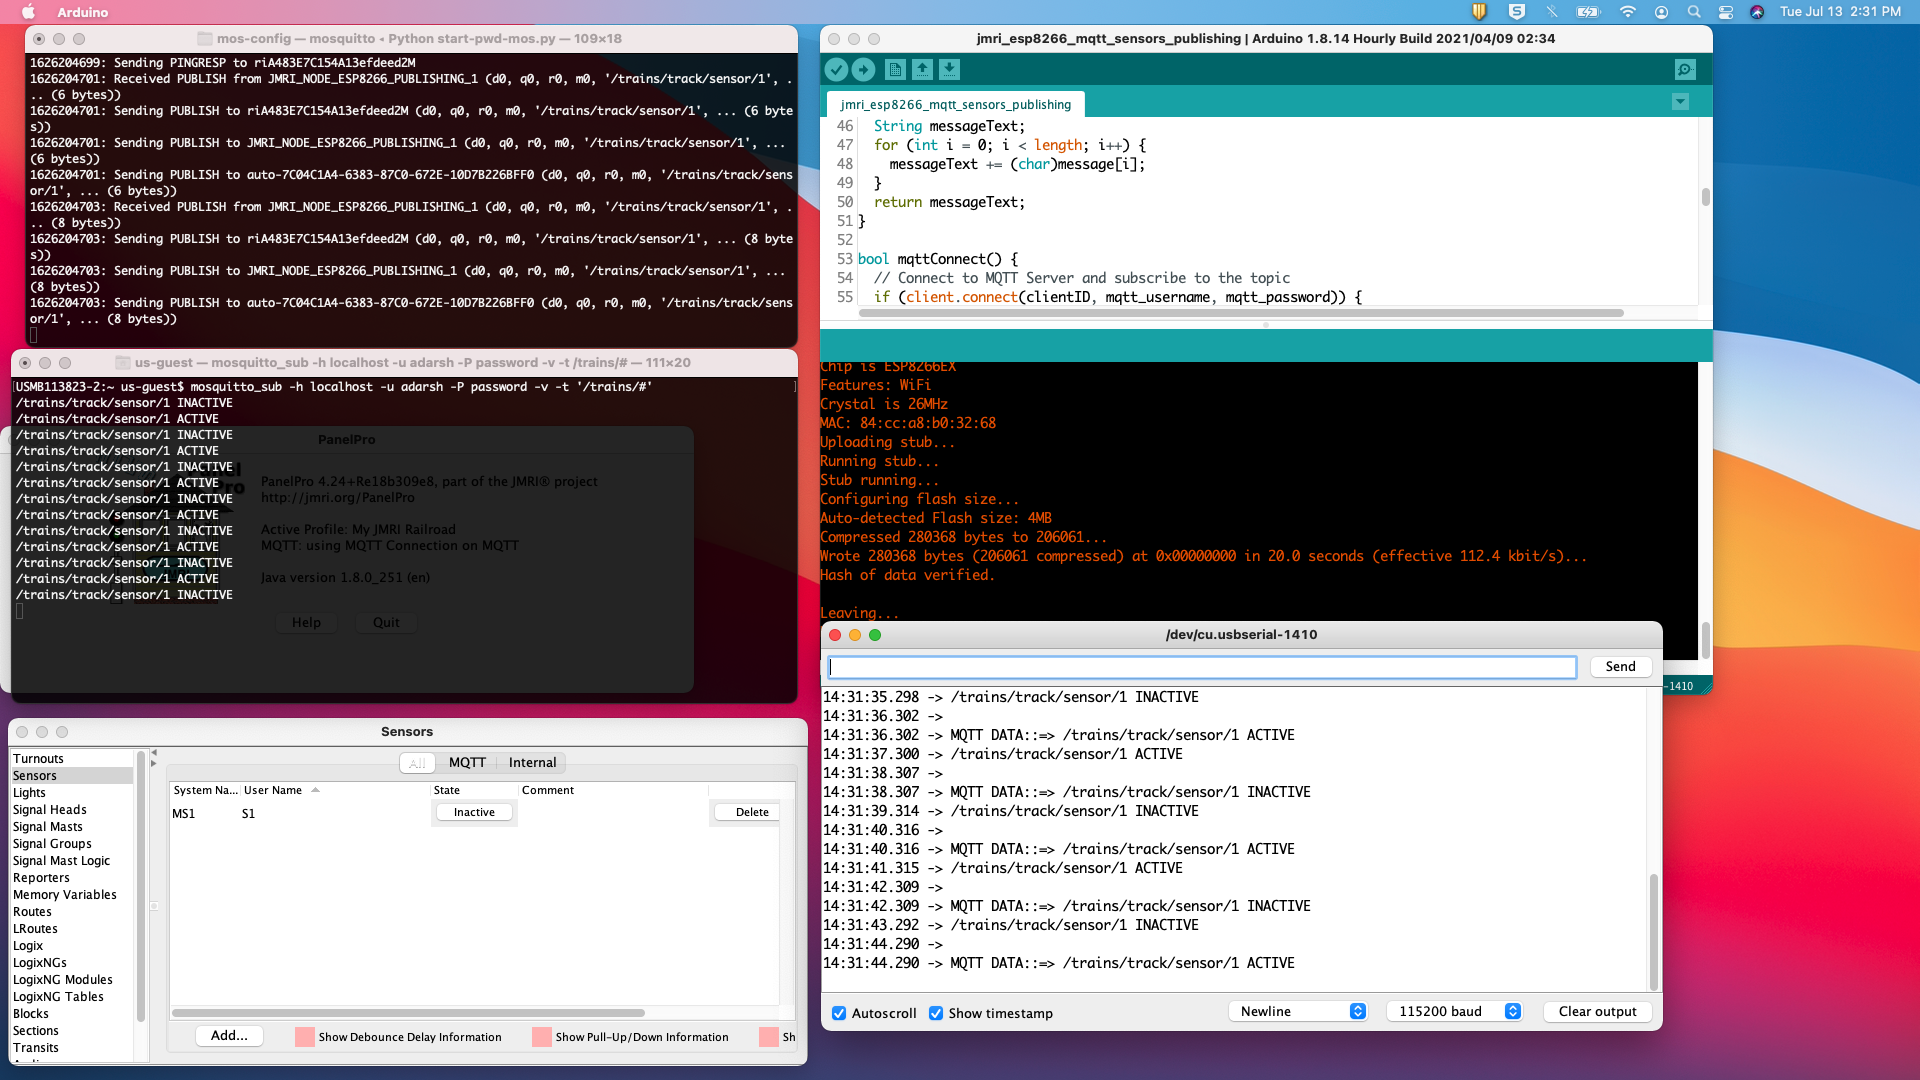 Arduino
Tue Jul 13 2:31 PM
mos-config — mosquitto ◂ Python start-pwd-mos.py — 109×18
1626204699: Sending PINGRESP to riA483E7C154A13efdeed2M
1626204701: Received PUBLISH from JMRI_NODE_ESP8266_PUBLISHING_1 (d0, q0, r0, m0, '/trains/track/sensor/1', .
.. (6 bytes))
1626204701: Sending PUBLISH to riA483E7C154A13efdeed2M (d0, q0, r0, m0, '/trains/track/sensor/1', ... (6 byte
s))
1626204701: Sending PUBLISH to JMRI_NODE_ESP8266_PUBLISHING_1 (d0, q0, r0, m0, '/trains/track/sensor/1', ...
(6 bytes))
1626204701: Sending PUBLISH to auto-7C04C1A4-6383-87C0-672E-10D7B226BFF0 (d0, q0, r0, m0, '/trains/track/sens
or/1', ... (6 bytes))
1626204703: Received PUBLISH from JMRI_NODE_ESP8266_PUBLISHING_1 (d0, q0, r0, m0, '/trains/track/sensor/1', .
.. (8 bytes))
1626204703: Sending PUBLISH to riA483E7C154A13efdeed2M (d0, q0, r0, m0, '/trains/track/sensor/1', ... (8 byte
s))
1626204703: Sending PUBLISH to JMRI_NODE_ESP8266_PUBLISHING_1 (d0, q0, r0, m0, '/trains/track/sensor/1', ...
(8 bytes))
1626204703: Sending PUBLISH to auto-7C04C1A4-6383-87C0-672E-10D7B226BFF0 (d0, q0, r0, m0, '/trains/track/sens
or/1', ... (8 bytes))
us-guest — mosquitto_sub -h localhost -u adarsh -P password -v -t /trains/# — 111×20
[USMB113823-2:~ us-guest$ mosquitto_sub -h localhost -u adarsh -P password -v -t '/trains/#' ]
/trains/track/sensor/1 INACTIVE
/trains/track/sensor/1 ACTIVE
/trains/track/sensor/1 INACTIVE
/trains/track/sensor/1 ACTIVE
/trains/track/sensor/1 INACTIVE
/trains/track/sensor/1 ACTIVE
/trains/track/sensor/1 INACTIVE
/trains/track/sensor/1 ACTIVE
/trains/track/sensor/1 INACTIVE
/trains/track/sensor/1 ACTIVE
/trains/track/sensor/1 INACTIVE
/trains/track/sensor/1 ACTIVE
/trains/track/sensor/1 INACTIVE
PanelPro
PanelPro 4.24+Re18b309e8, part of the JMRI® project
http://jmri.org/PanelPro
Active Profile: My JMRI Railroad
MQTT: using MQTT Connection on MQTT
Java version 1.8.0_251 (en)
Help
Quit
Sensors
Turnouts
Sensors
Lights
Signal Heads
Signal Masts
Signal Groups
Signal Mast Logic
Reporters
Memory Variables
Routes
LRoutes
Logix
LogixNGs
LogixNG Modules
LogixNG Tables
Blocks
Sections
Transits
All MQTT Internal
System Na... User Name State Comment
MS1 S1 Inactive Delete
Add... Show Debounce Delay Information Show Pull-Up/Down Information Sh
jmri_esp8266_mqtt_sensors_publishing | Arduino 1.8.14 Hourly Build 2021/04/09 02:34
jmri_esp8266_mqtt_sensors_publishing
46 String messageText;
47 for (int i = 0; i < length; i++) {
48 messageText += (char)message[i];
49 }
50 return messageText;
51 }
52
53 bool mqttConnect() {
54 // Connect to MQTT Server and subscribe to the topic
55 if (client.connect(clientID, mqtt_username, mqtt_password)) {
Chip is ESP8266EX
Features: WiFi
Crystal is 26MHz
MAC: 84:cc:a8:b0:32:68
Uploading stub...
Running stub...
Stub running...
Configuring flash size...
Auto-detected Flash size: 4MB
Compressed 280368 bytes to 206061...
Wrote 280368 bytes (206061 compressed) at 0x00000000 in 20.0 seconds (effective 112.4 kbit/s)...
Hash of data verified.
Leaving...
-1410
/dev/cu.usbserial-1410
Send
14:31:35.298 -> /trains/track/sensor/1 INACTIVE
14:31:36.302 ->
14:31:36.302 -> MQTT DATA::=> /trains/track/sensor/1 ACTIVE
14:31:37.300 -> /trains/track/sensor/1 ACTIVE
14:31:38.307 ->
14:31:38.307 -> MQTT DATA::=> /trains/track/sensor/1 INACTIVE
14:31:39.314 -> /trains/track/sensor/1 INACTIVE
14:31:40.316 ->
14:31:40.316 -> MQTT DATA::=> /trains/track/sensor/1 ACTIVE
14:31:41.315 -> /trains/track/sensor/1 ACTIVE
14:31:42.309 ->
14:31:42.309 -> MQTT DATA::=> /trains/track/sensor/1 INACTIVE
14:31:43.292 -> /trains/track/sensor/1 INACTIVE
14:31:44.290 ->
14:31:44.290 -> MQTT DATA::=> /trains/track/sensor/1 ACTIVE
Autoscroll Show timestamp Newline 115200 baud Clear output